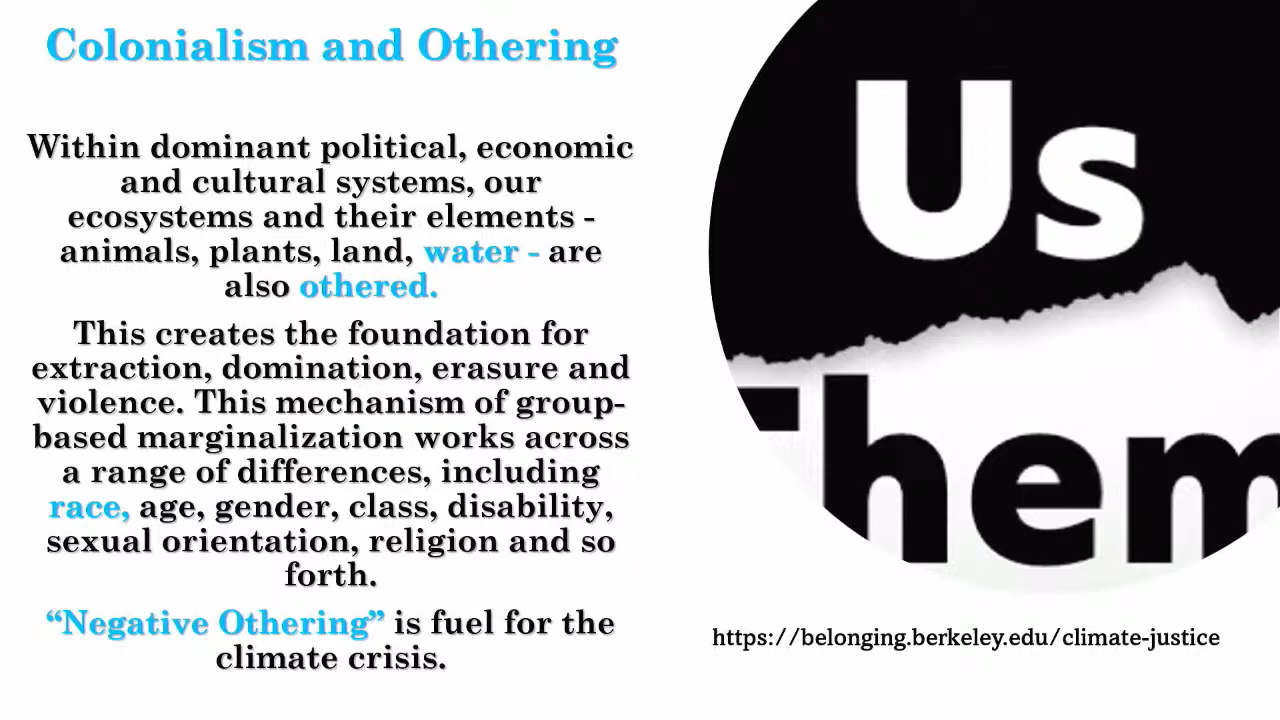 Colonialism and Othering
Within dominant political, economic
and cultural systems, our
ecosystems and their elements -
animals, plants, land, water - are
also othered.
This creates the foundation for
extraction, domination, erasure and
violence. This mechanism of group-
based marginalization works across
a range of differences, including
race, age, gender, class, disability,
sexual orientation, religion and so
forth.
“Negative Othering” is fuel for the
climate crisis.
Us
Them
https://belonging.berkeley.edu/climate-justice